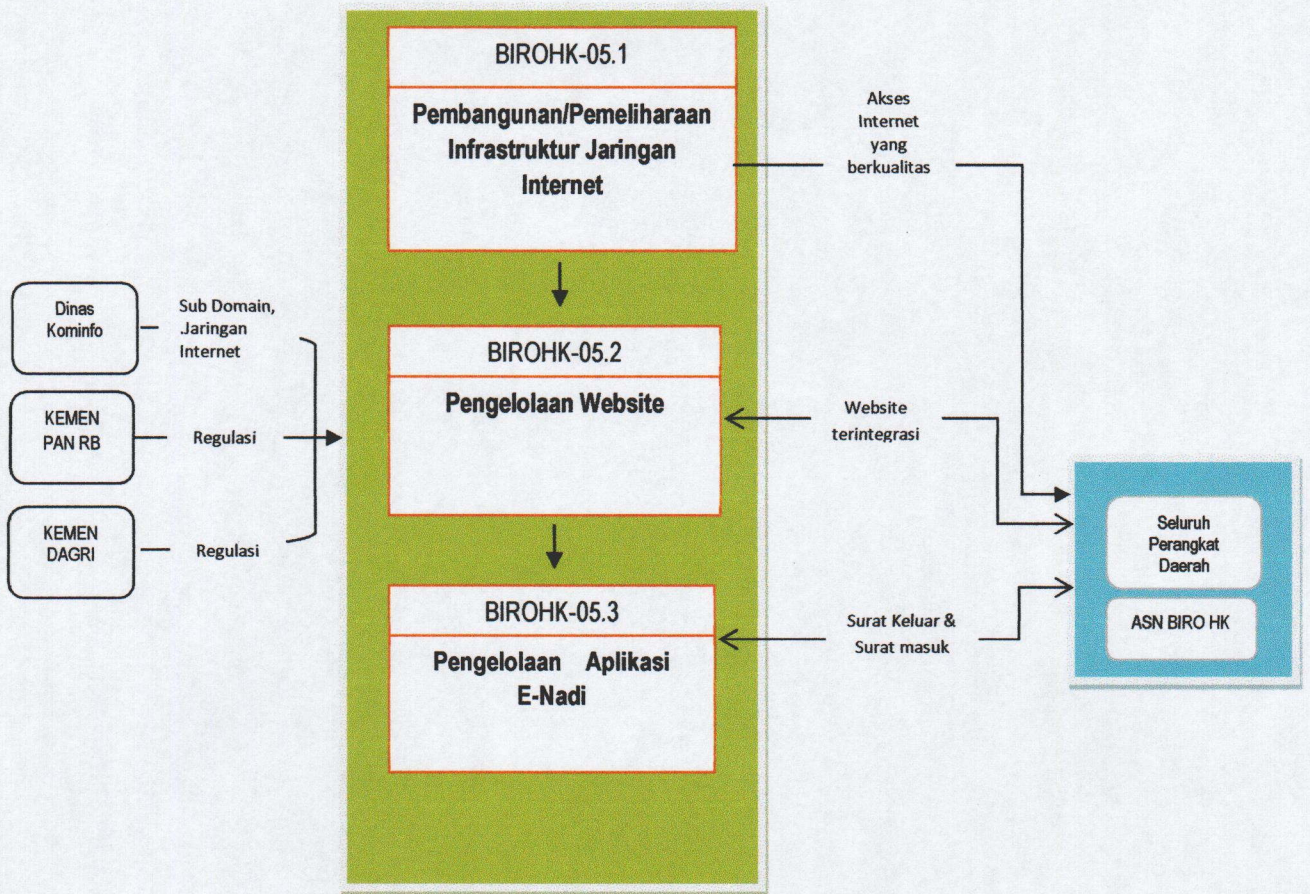 BIROHK-05.1
Pembangunan/Pemeliharaan
Infrastruktur Jaringan
Internet
Akses
Internet
yang
berkualitas
Dinas
Kominfo
Sub Domain,
Jaringan
Internet
BIROHK-05.2
Pengelolaan Website
KEMEN
PAN RB
Regulasi
Website
terintegrasi
KEMEN
DAGRI
Regulasi
Seluruh
Perangkat
Daerah
ASN BIRO HK
BIROHK-05.3
Pengelolaan Aplikasi
E-Nadi
Surat Keluar &
Surat masuk